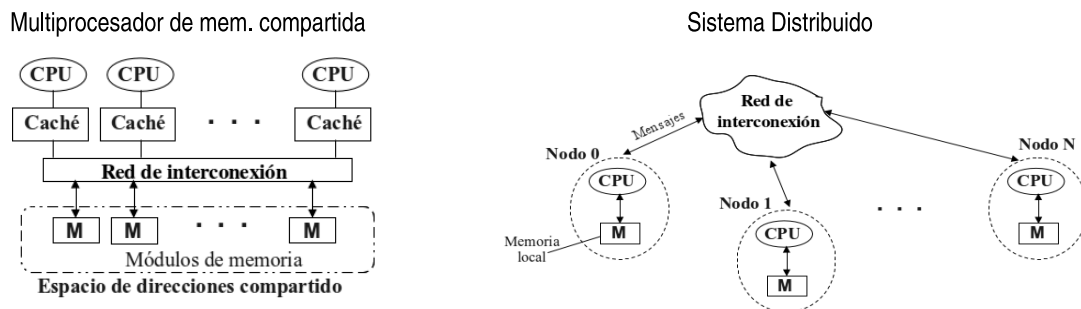 Multiprocesador de mem. compartida
CPU CPU CPU
Caché Caché . . . Caché
Red de interconexión
M M . . . M
Módulos de memoria
Espacio de direcciones compartido
Sistema Distribuido
Red de
interconexión
Mensajes
Nodo 0
CPU
M
Memoria
local
Nodo 1
CPU
M
. . .
Nodo N
CPU
M